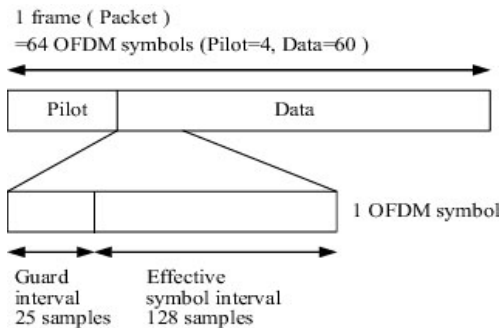 1 frame ( Packet )
=64 OFDM symbols (Pilot=4, Data=60 )
Pilot
Data
1 OFDM symbol
Guard
interval
25 samples
Effective
symbol interval
128 samples